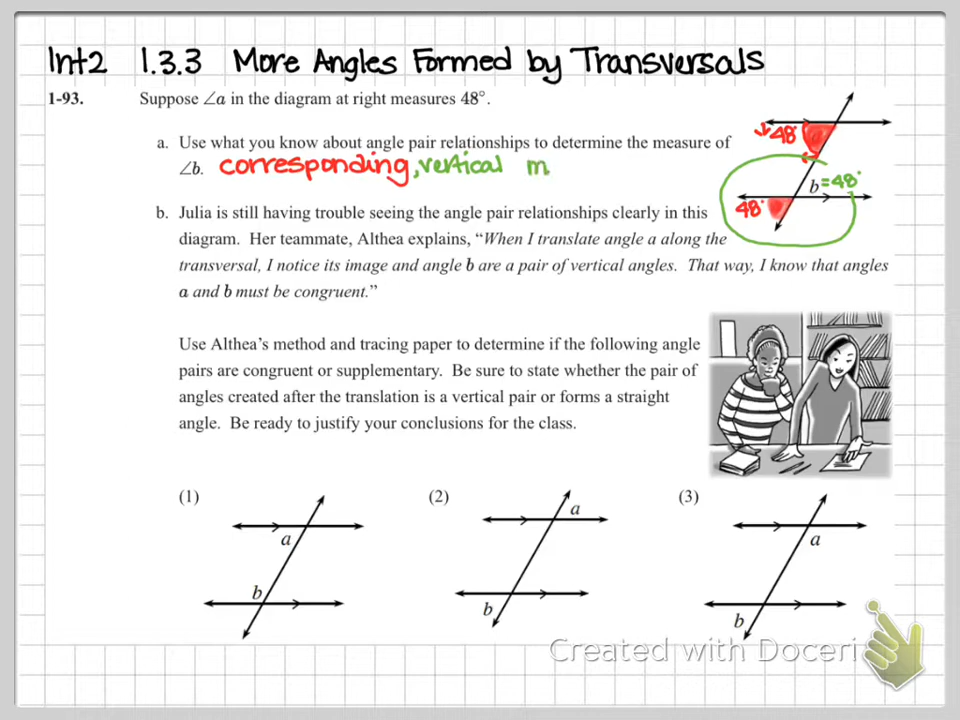 Int2 1.3.3 More Angles Formed by Transversals
1-93. Suppose ∠a in the diagram at right measures 48°.
a. Use what you know about angle pair relationships to determine the measure of
∠b. corresponding, vertical m
48°
b = 48°
48°
b. Julia is still having trouble seeing the angle pair relationships clearly in this
diagram. Her teammate, Althea explains, “When I translate angle a along the
transversal, I notice its image and angle b are a pair of vertical angles. That way, I know that angles
a and b must be congruent.”
Use Althea’s method and tracing paper to determine if the following angle
pairs are congruent or supplementary. Be sure to state whether the pair of
angles created after the translation is a vertical pair or forms a straight
angle. Be ready to justify your conclusions for the class.
(1) (2) (3)
a a a
b b b
Created with Doceri